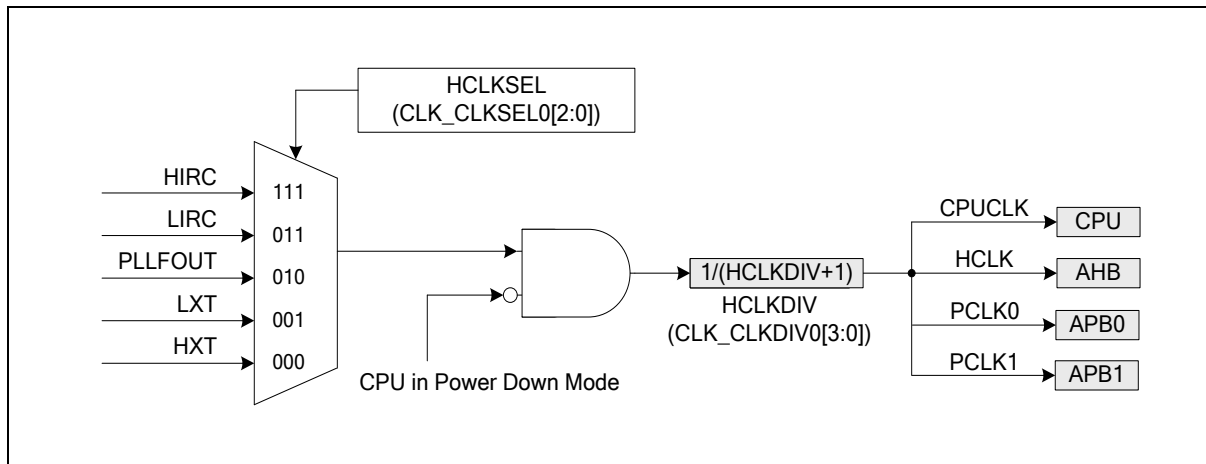 HCLKSEL
(CLK_CLKSEL0[2:0])
HIRC
111
LIRC
011
PLLFOUT
010
LXT
001
HXT
000
CPU in Power Down Mode
1/(HCLKDIV+1)
HCLKDIV
(CLK_CLKDIV0[3:0])
CPUCLK
CPU
HCLK
AHB
PCLK0
APB0
PCLK1
APB1